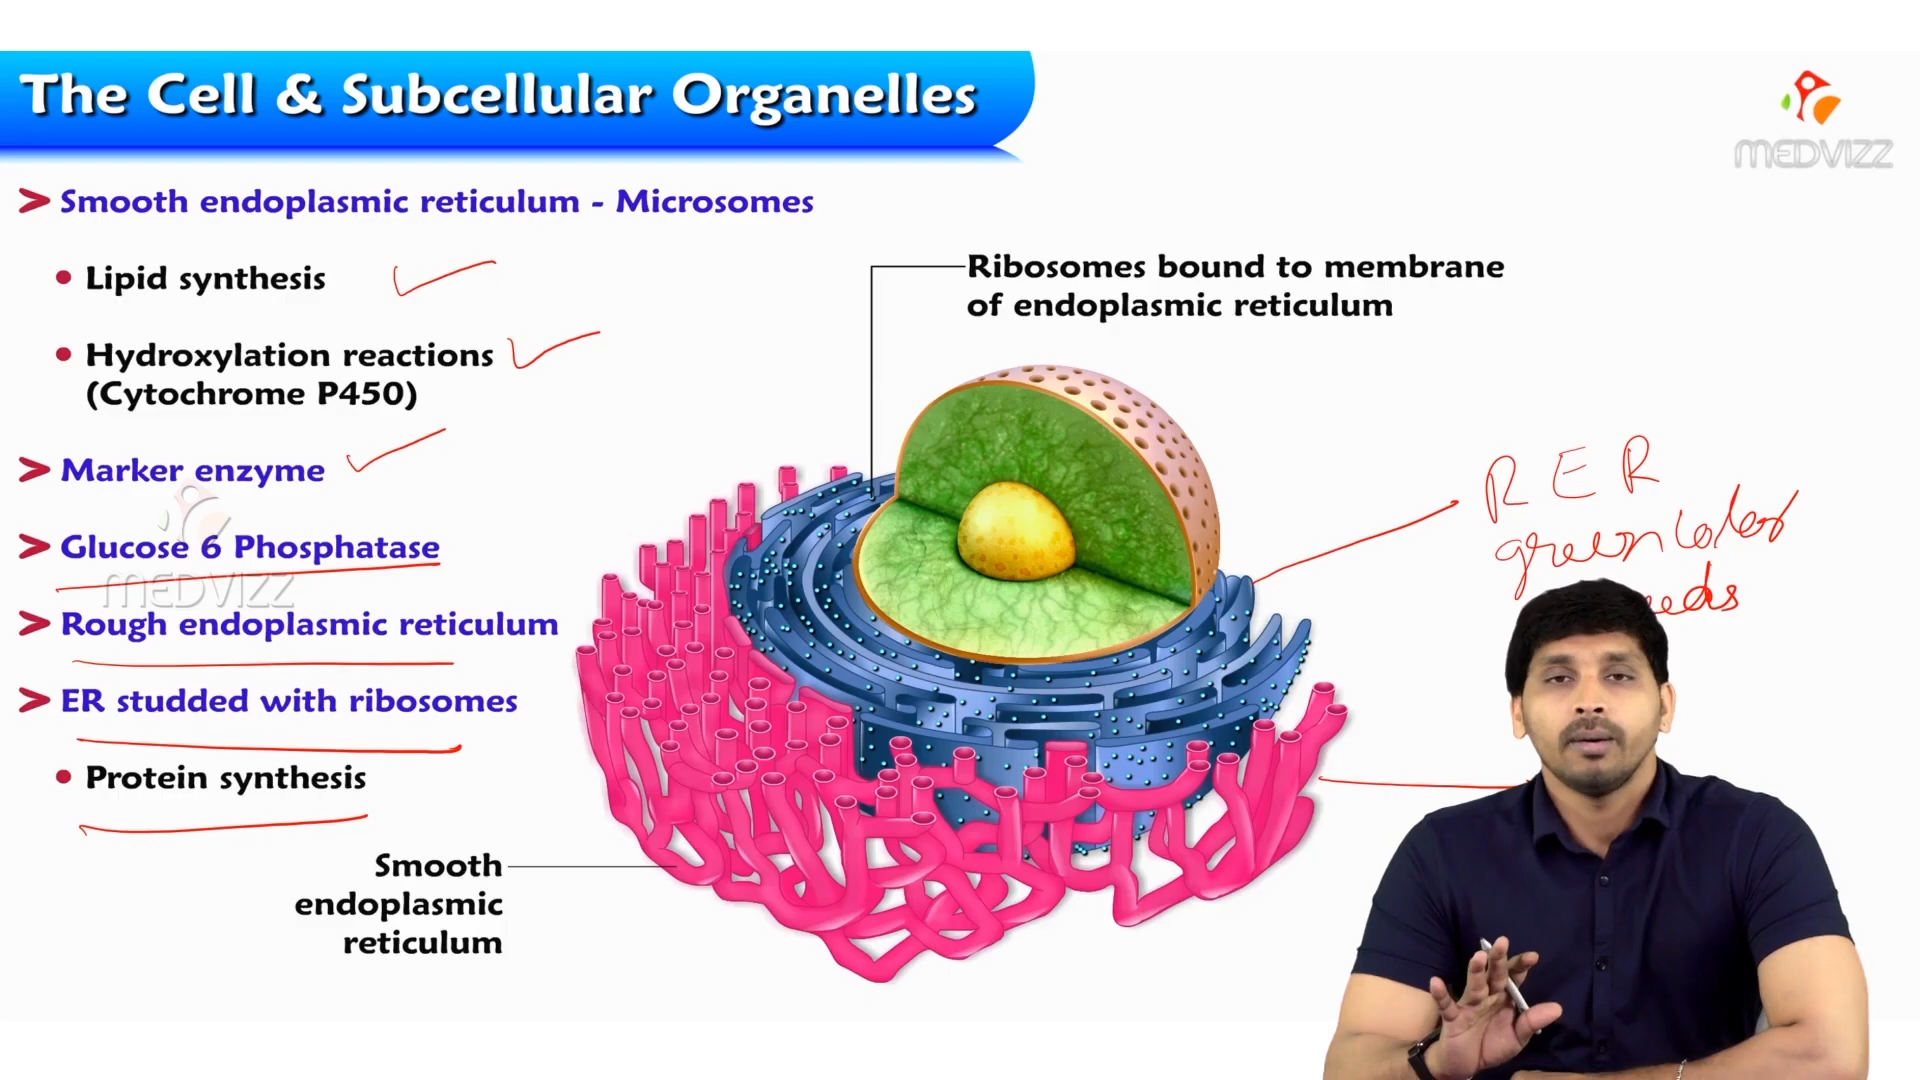 The Cell & Subcellular Organelles
MEDVIZZ
➤ Smooth endoplasmic reticulum - Microsomes
• Lipid synthesis
• Hydroxylation reactions
(Cytochrome P450)
➤ Marker enzyme
➤ Glucose 6 Phosphatase
MEDVIZZ
➤ Rough endoplasmic reticulum
➤ ER studded with ribosomes
• Protein synthesis
Ribosomes bound to membrane
of endoplasmic reticulum
RER
Smooth
endoplasmic
reticulum